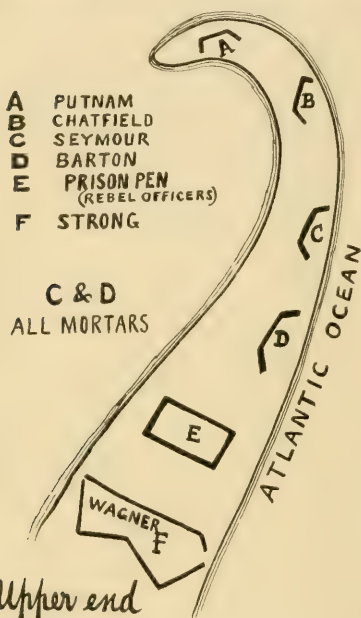 A PUTNAM
B CHATFIELD
C SEYMOUR
D BARTON
E PRISON PEN
(REBEL OFFICERS)
F STRONG
C & D
ALL MORTARS
A
B
C
D
E
WAGNER
F
ATLANTIC OCEAN
Upper end